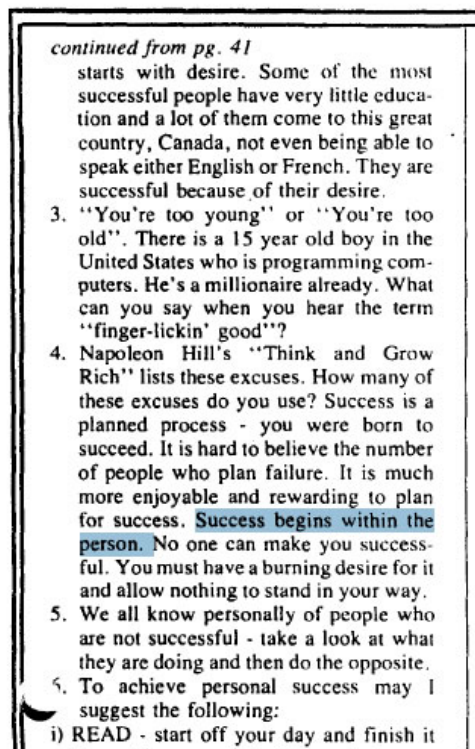 continued from pg. 41
starts with desire. Some of the most
successful people have very little educa-
tion and a lot of them come to this great
country, Canada, not even being able to
speak either English or French. They are
successful because of their desire.
3. "You're too young" or "You're too
old". There is a 15 year old boy in the
United States who is programming com-
puters. He's a millionaire already. What
can you say when you hear the term
"finger-lickin' good"?
4. Napoleon Hill's "Think and Grow
Rich" lists these excuses. How many of
these excuses do you use? Success is a
planned process - you were born to
succeed. It is hard to believe the number
of people who plan failure. It is much
more enjoyable and rewarding to plan
for success. Success begins within the
person. No one can make you success-
ful. You must have a burning desire for it
and allow nothing to stand in your way.
5. We all know personally of people who
are not successful - take a look at what
they are doing and then do the opposite.
6. To achieve personal success may I
suggest the following:
i) READ - start off your day and finish it